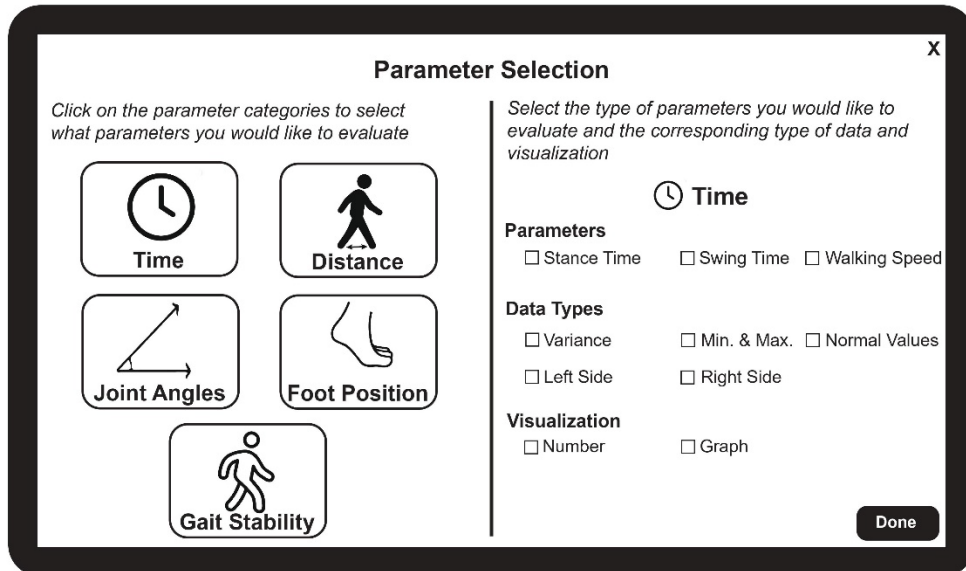 X
Parameter Selection
Click on the parameter categories to select
what parameters you would like to evaluate
Time
Distance
Joint Angles
Foot Position
Gait Stability
Select the type of parameters you would like to
evaluate and the corresponding type of data and
visualization
Time
Parameters
Stance Time Swing Time Walking Speed
Data Types
Variance Min. & Max. Normal Values
Left Side Right Side
Visualization
Number Graph
Done